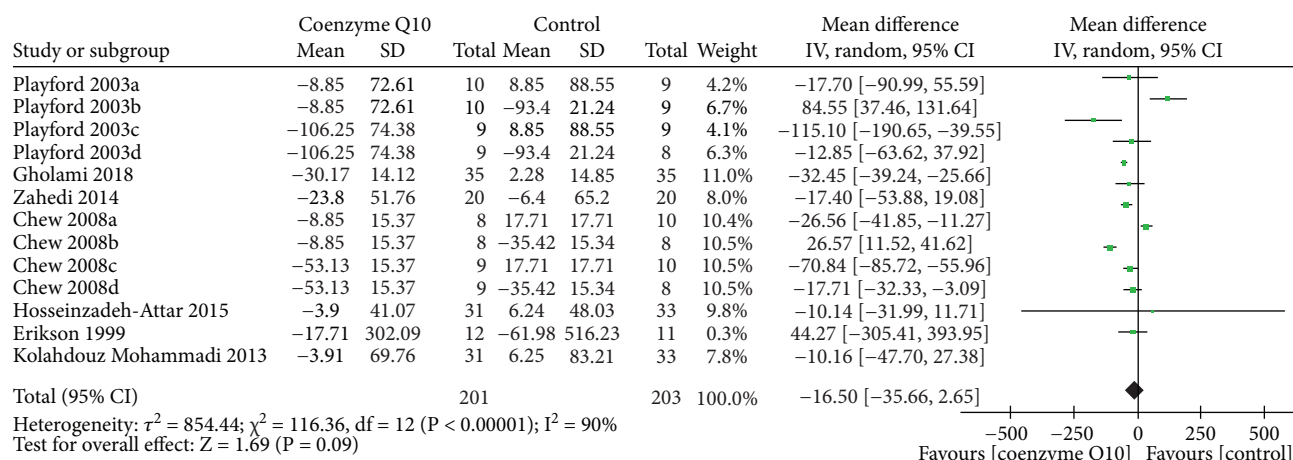 Coenzyme Q10 Control Mean difference Mean difference
Study or subgroup Mean SD Total Mean SD Total Weight IV, random, 95% CI IV, random, 95% CI
Playford 2003a −8.85 72.61 10 8.85 88.55 9 4.2% −17.70 [−90.99, 55.59]
Playford 2003b −8.85 72.61 10 −93.4 21.24 9 6.7% 84.55 [37.46, 131.64]
Playford 2003c −106.25 74.38 9 8.85 88.55 9 4.1% −115.10 [−190.65, −39.55]
Playford 2003d −106.25 74.38 9 −93.4 21.24 8 6.3% −12.85 [−63.62, 37.92]
Gholami 2018 −30.17 14.12 35 2.28 14.85 35 11.0% −32.45 [−39.24, −25.66]
Zahedi 2014 −23.8 51.76 20 −6.4 65.2 20 8.0% −17.40 [−53.88, 19.08]
Chew 2008a −8.85 15.37 8 17.71 17.71 10 10.4% −26.56 [−41.85, −11.27]
Chew 2008b −8.85 15.37 8 −35.42 15.34 8 10.5% 26.57 [11.52, 41.62]
Chew 2008c −53.13 15.37 9 17.71 17.71 10 10.5% −70.84 [−85.72, −55.96]
Chew 2008d −53.13 15.37 9 −35.42 15.34 8 10.5% −17.71 [−32.33, −3.09]
Hosseinzadeh-Attar 2015 −3.9 41.07 31 6.24 48.03 33 9.8% −10.14 [−31.99, 11.71]
Erikson 1999 −17.71 302.09 12 −61.98 516.23 11 0.3% 44.27 [−305.41, 393.95]
Kolahdouz Mohammadi 2013 −3.91 69.76 31 6.25 83.21 33 7.8% −10.16 [−47.70, 27.38]
Total (95% CI) 201 203 100.0% −16.50 [−35.66, 2.65]
Heterogeneity: τ² = 854.44; χ² = 116.36, df = 12 (P < 0.00001); I² = 90%
Test for overall effect: Z = 1.69 (P = 0.09)
−500 −250 0 250 500
Favours [coenzyme Q10] Favours [control]